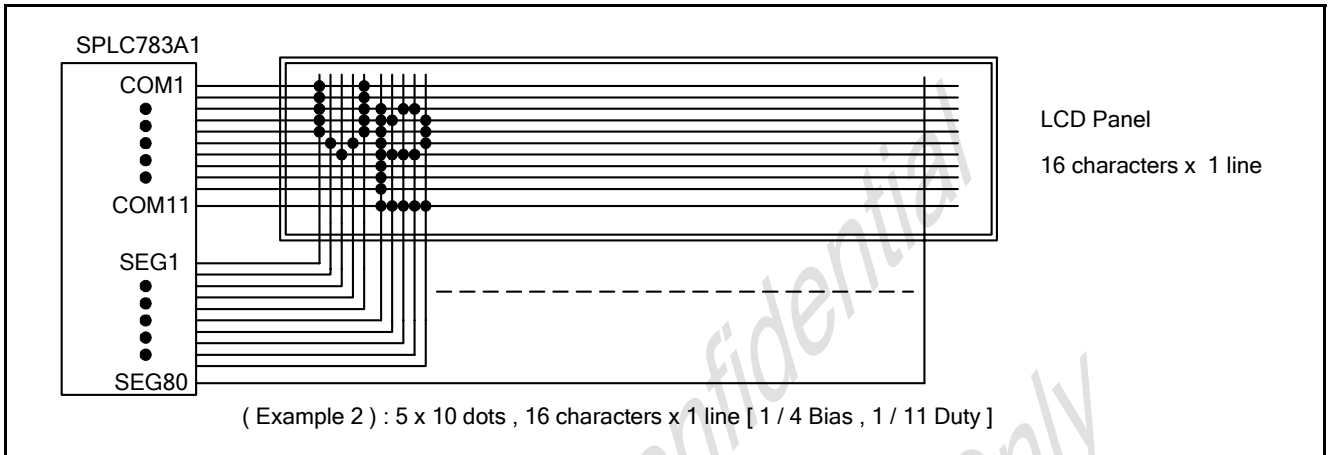 SPLC783A1
COM1
COM11
SEG1
SEG80
LCD Panel
16 characters x 1 line
( Example 2 ) : 5 x 10 dots , 16 characters x 1 line [ 1 / 4 Bias , 1 / 11 Duty ]
only